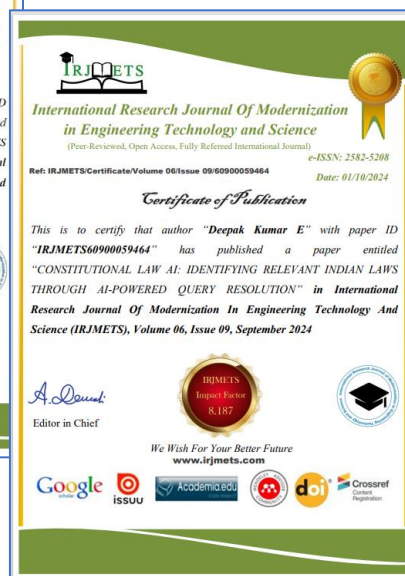 IRJMETS
International Research Journal Of Modernization
in Engineering Technology and Science
(Peer-Reviewed, Open Access, Fully Refereed International Journal)
e-ISSN: 2582-5208
Ref: IRJMETS/Certificate/Volume 06/Issue 09/60900059464
Date: 01/10/2024
Certificate of Publication
This is to certify that author “Deepak Kumar E” with paper ID
“IRJMETS60900059464” has published a paper entitled
“CONSTITUTIONAL LAW AI: IDENTIFYING RELEVANT INDIAN LAWS
THROUGH AI-POWERED QUERY RESOLUTION” in International
Research Journal Of Modernization In Engineering Technology And
Science (IRJMETS), Volume 06, Issue 09, September 2024
A. Deush
Editor in Chief
IRJMETS
Impact Factor
8.187
We Wish For Your Better Future
www.irjmets.com
Google
issuu
Academia.edu
doi
Crossref
Content
Registration